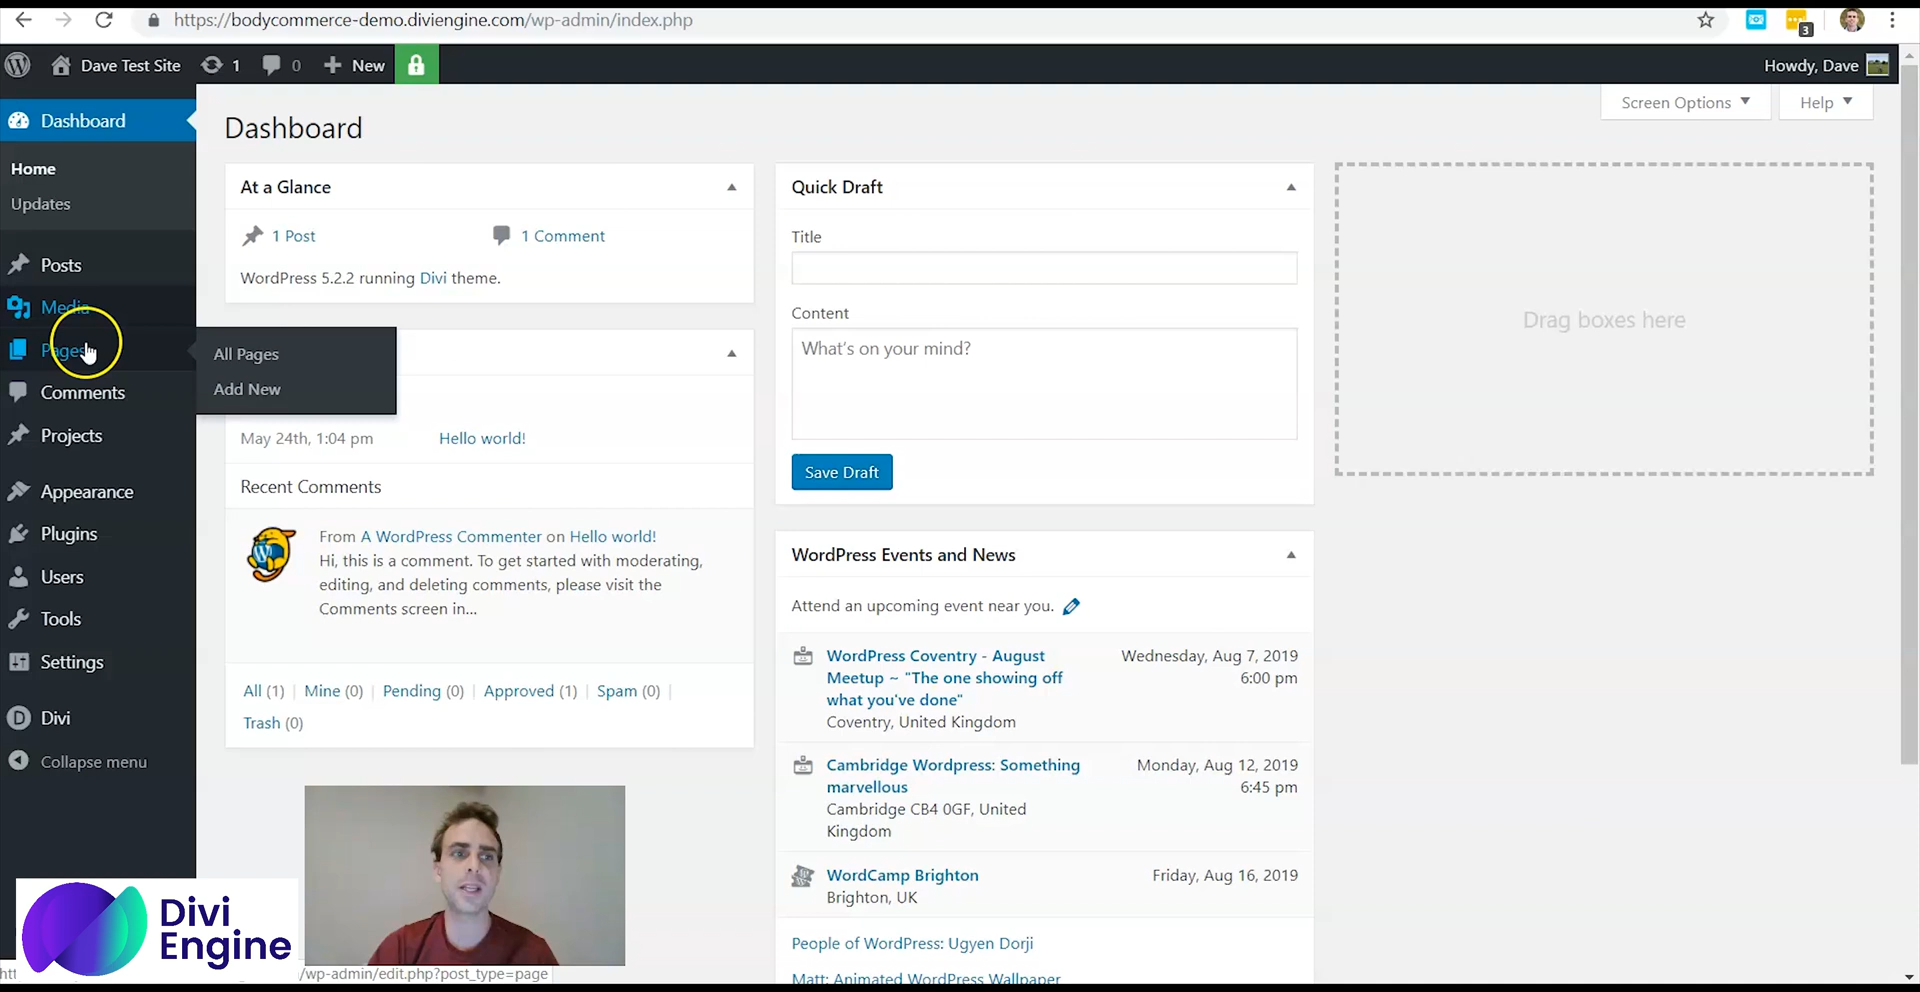 https://bodycommerce-demo.diviengine.com/wp-admin/index.php
3
Dave Test Site
1
0
New
Howdy, Dave
Dashboard
Home
Updates
Posts
Media
Pages
Comments
Projects
Appearance
Plugins
Users
Tools
Settings
Divi
Collapse menu
All Pages
Add New
Screen Options
Help
Dashboard
At a Glance
1 Post
1 Comment
WordPress 5.2.2 running Divi theme.
May 24th, 1:04 pm
Hello world!
Recent Comments
From A WordPress Commenter on Hello world!
Hi, this is a comment. To get started with moderating,
editing, and deleting comments, please visit the
Comments screen in…
All (1) | Mine (0) | Pending (0) | Approved (1) | Spam (0) |
Trash (0)
Quick Draft
Title
Content
What's on your mind?
Save Draft
WordPress Events and News
Attend an upcoming event near you.
WordPress Coventry - August
Meetup ~ "The one showing off
what you've done"
Coventry, United Kingdom
Wednesday, Aug 7, 2019
6:00 pm
Cambridge Wordpress: Something
marvellous
Cambridge CB4 0GF, United
Kingdom
Monday, Aug 12, 2019
6:45 pm
WordCamp Brighton
Brighton, UK
Friday, Aug 16, 2019
People of WordPress: Ugyen Dorji
Matt: Animated WordPress Wallpaper
Drag boxes here
Divi
Engine
htt
/wp-admin/edit.php?post_type=page